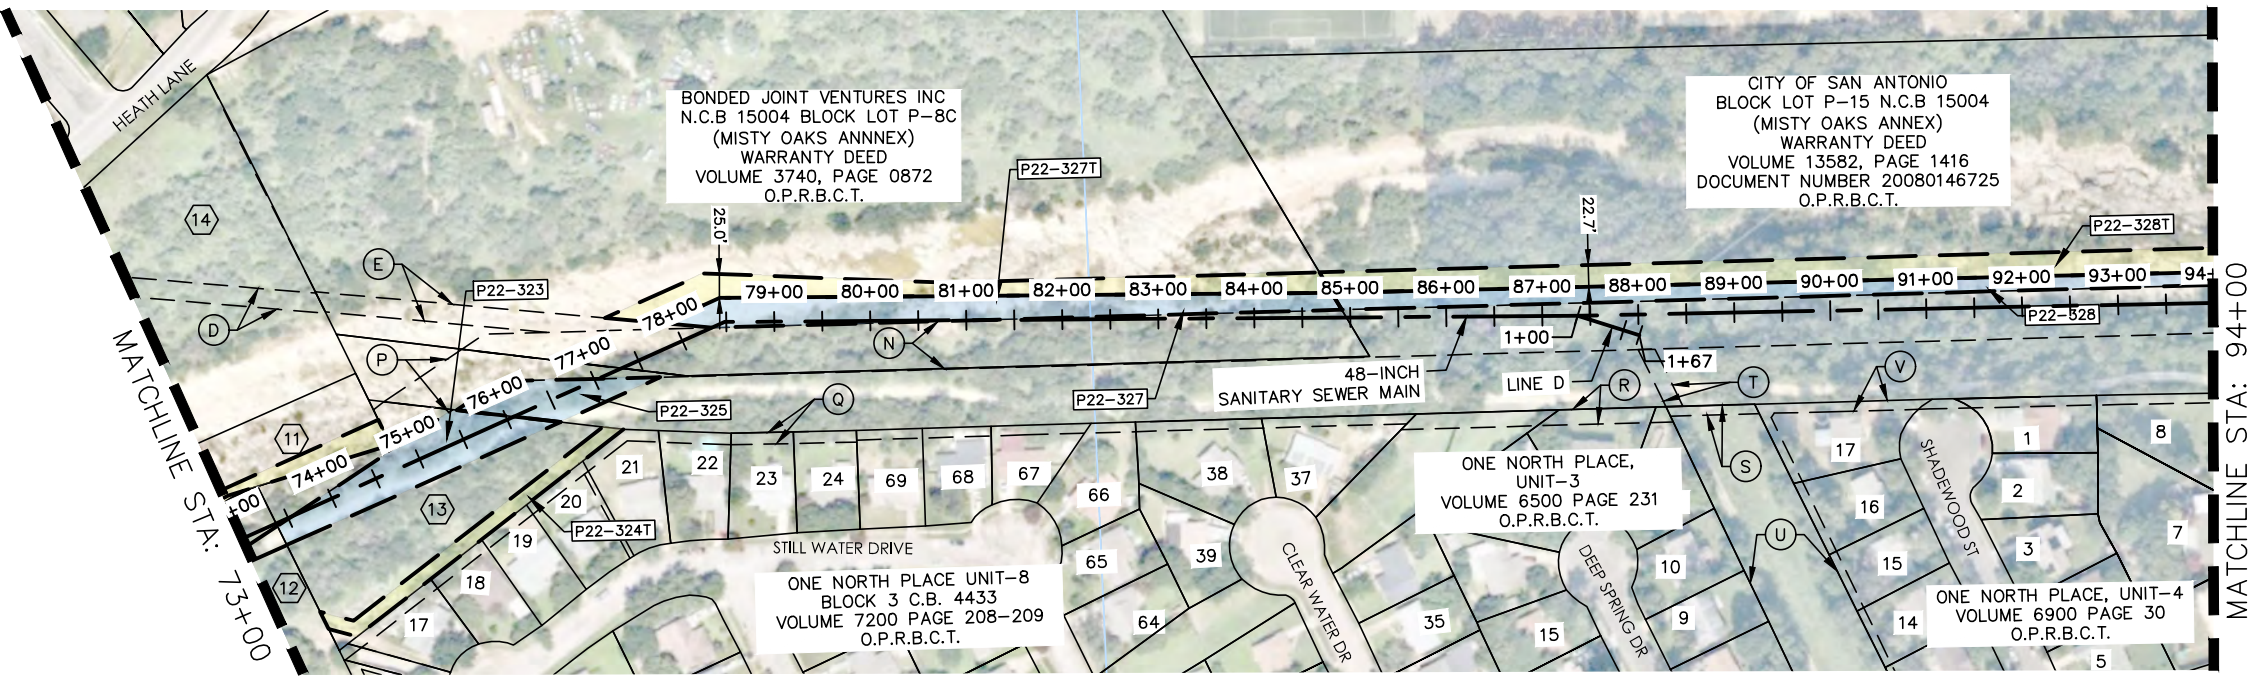 HEATH LANE
BONDED JOINT VENTURES INC
N.C.B 15004 BLOCK LOT P-8C
(MISTY OAKS ANNNEX)
WARRANTY DEED
VOLUME 3740, PAGE 0872
O.P.R.B.C.T.
CITY OF SAN ANTONIO
BLOCK LOT P-15 N.C.B 15004
(MISTY OAKS ANNEX)
WARRANTY DEED
VOLUME 13582, PAGE 1416
DOCUMENT NUMBER 20080146725
O.P.R.B.C.T.
P22-327T
P22-328T
14
25.0'
22.7'
E
D
P22-323
P
N
78+00
79+00
80+00
81+00
82+00
83+00
84+00
85+00
86+00
87+00
88+00
89+00
90+00
91+00
92+00
93+00
94+
77+00
76+00
75+00
74+00
+00
P22-328
1+00
1+67
48-INCH
SANITARY SEWER MAIN
LINE D
P22-327
P22-325
Q
R
T
V
S
U
11
13
12
P22-324T
MATCHLINE STA: 73+00
MATCHLINE STA: 94+00
17
18
19
20
21
22
23
24
69
68
67
66
65
64
38
37
39
35
15
10
9
17
16
15
14
1
2
3
5
7
8
STILL WATER DRIVE
CLEAR WATER DR
DEEP SPRING DR
SHADEWOOD ST
ONE NORTH PLACE UNIT-8
BLOCK 3 C.B. 4433
VOLUME 7200 PAGE 208-209
O.P.R.B.C.T.
ONE NORTH PLACE,
UNIT-3
VOLUME 6500 PAGE 231
O.P.R.B.C.T.
ONE NORTH PLACE, UNIT-4
VOLUME 6900 PAGE 30
O.P.R.B.C.T.